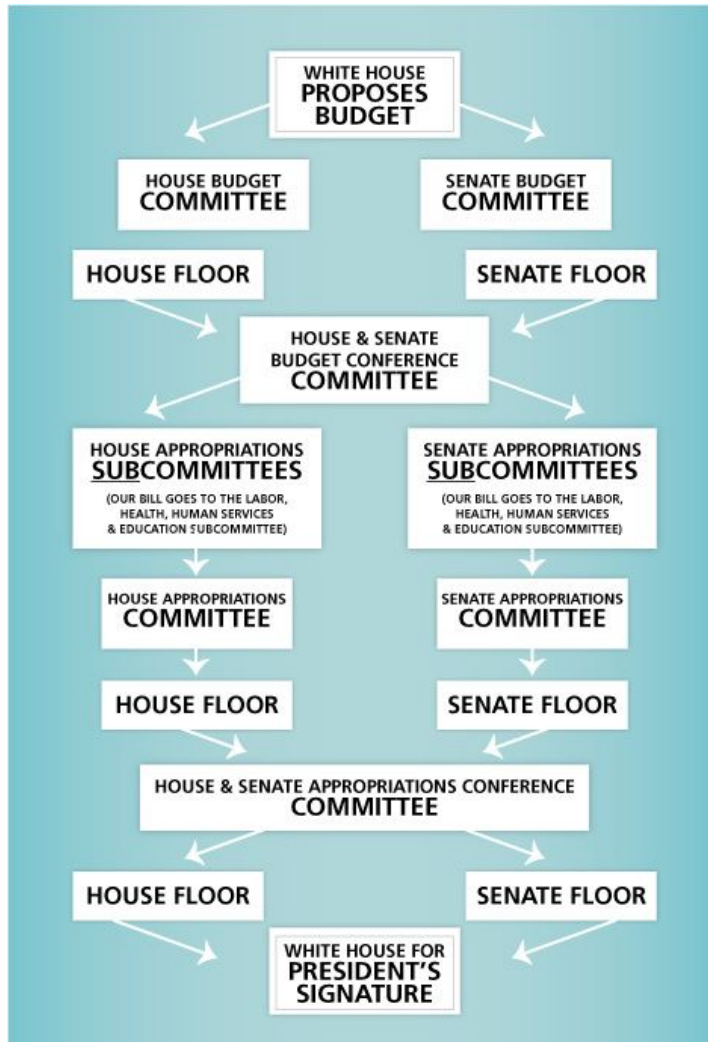 WHITE HOUSE
PROPOSES
BUDGET
HOUSE BUDGET
COMMITTEE
SENATE BUDGET
COMMITTEE
HOUSE FLOOR
SENATE FLOOR
HOUSE & SENATE
BUDGET CONFERENCE
COMMITTEE
HOUSE APPROPRIATIONS
SUBCOMMITTEES
(OUR BILL GOES TO THE LABOR,
HEALTH, HUMAN SERVICES
& EDUCATION SUBCOMMITTEE)
SENATE APPROPRIATIONS
SUBCOMMITTEES
(OUR BILL GOES TO THE LABOR,
HEALTH, HUMAN SERVICES
& EDUCATION SUBCOMMITTEE)
HOUSE APPROPRIATIONS
COMMITTEE
SENATE APPROPRIATIONS
COMMITTEE
HOUSE FLOOR
SENATE FLOOR
HOUSE & SENATE APPROPRIATIONS CONFERENCE
COMMITTEE
HOUSE FLOOR
SENATE FLOOR
WHITE HOUSE FOR
PRESIDENT'S
SIGNATURE